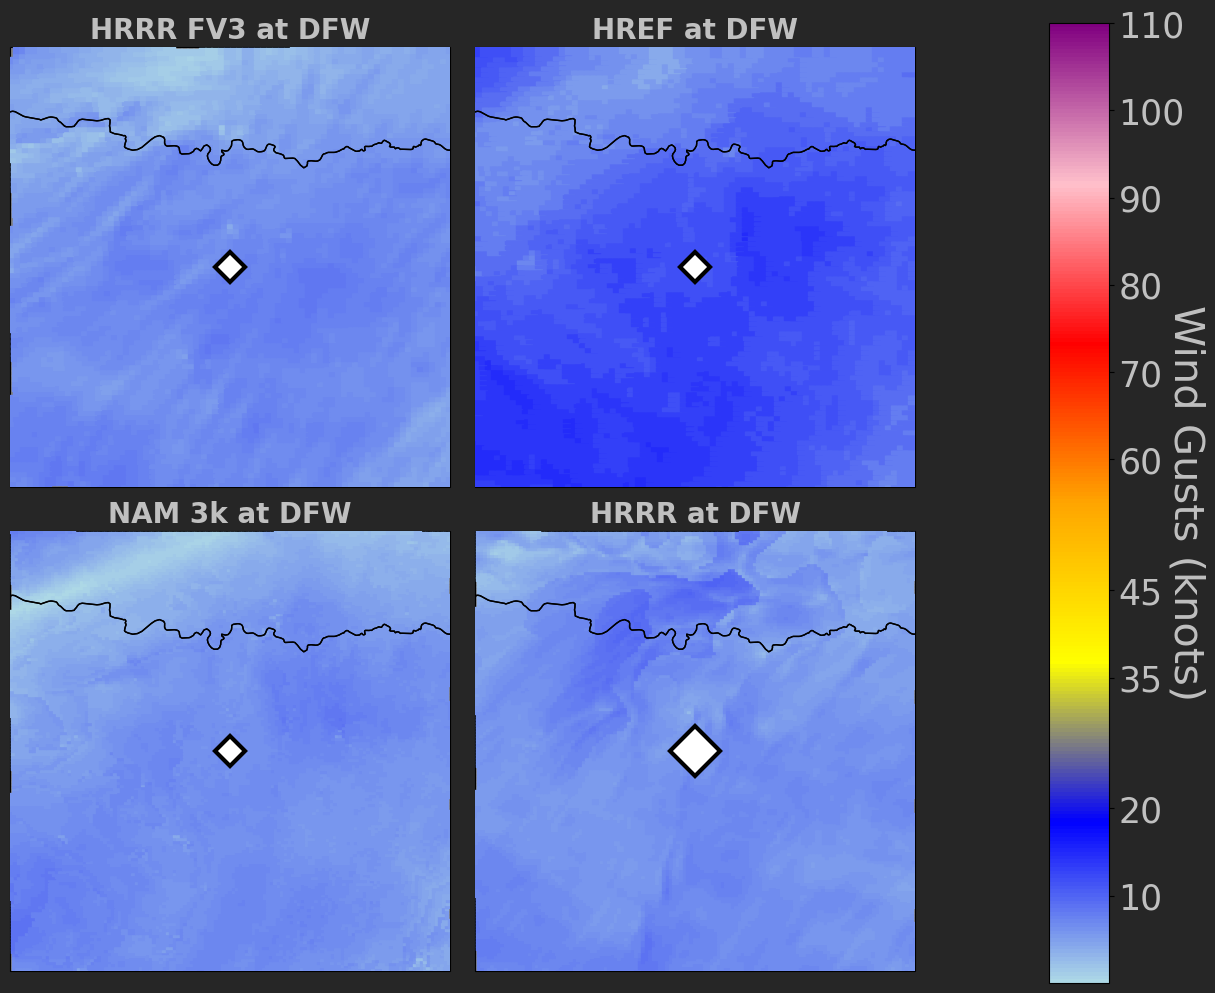 HRRR FV3 at DFW
HREF at DFW
NAM 3k at DFW
HRRR at DFW
110
100
90
80
70
60
45
35
20
10
Wind Gusts (knots)